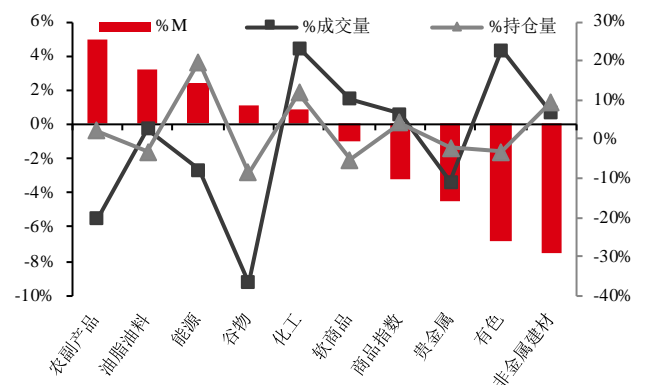 %M
%成交量
%持仓量
6%
4%
2%
0%
-2%
-4%
-6%
-8%
-10%
30%
20%
10%
0%
-10%
-20%
-30%
-40%
农副产品
油脂油料
能源
谷物
化工
软商品
商品指数
贵金属
有色
非金属建材